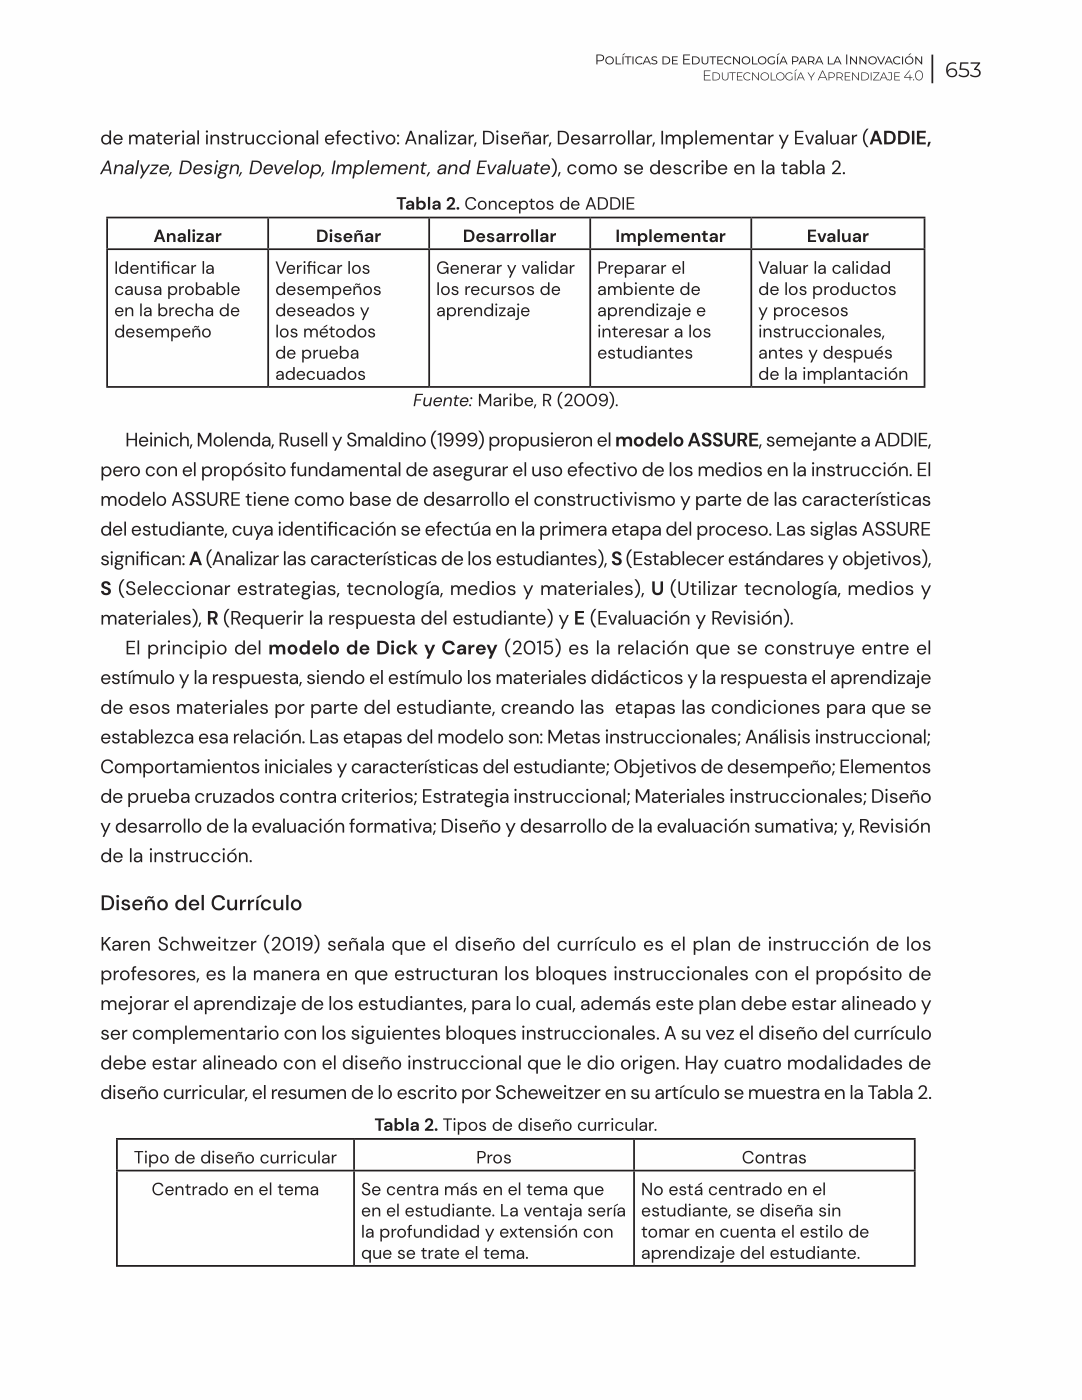 Políticas de Edutecnología para la Innovación
Edutecnología y Aprendizaje 4.0
653
de material instruccional efectivo: Analizar, Diseñar, Desarrollar, Implementar y Evaluar (ADDIE,
Analyze, Design, Develop, Implement, and Evaluate), como se describe en la tabla 2.
Tabla 2. Conceptos de ADDIE
Analizar Diseñar Desarrollar Implementar Evaluar
Identificar la
causa probable
en la brecha de
desempeño
Verificar los
desempeños
deseados y
los métodos
de prueba
adecuados
Generar y validar
los recursos de
aprendizaje
Preparar el
ambiente de
aprendizaje e
interesar a los
estudiantes
Valuar la calidad
de los productos
y procesos
instruccionales,
antes y después
de la implantación
Fuente: Maribe, R (2009).
Heinich, Molenda, Rusell y Smaldino (1999) propusieron el modelo ASSURE, semejante a ADDIE,
pero con el propósito fundamental de asegurar el uso efectivo de los medios en la instrucción. El
modelo ASSURE tiene como base de desarrollo el constructivismo y parte de las características
del estudiante, cuya identificación se efectúa en la primera etapa del proceso. Las siglas ASSURE
significan: A (Analizar las características de los estudiantes), S (Establecer estándares y objetivos),
S (Seleccionar estrategias, tecnología, medios y materiales), U (Utilizar tecnología, medios y
materiales), R (Requerir la respuesta del estudiante) y E (Evaluación y Revisión).
El principio del modelo de Dick y Carey (2015) es la relación que se construye entre el
estímulo y la respuesta, siendo el estímulo los materiales didácticos y la respuesta el aprendizaje
de esos materiales por parte del estudiante, creando las etapas las condiciones para que se
establezca esa relación. Las etapas del modelo son: Metas instruccionales; Análisis instruccional;
Comportamientos iniciales y características del estudiante; Objetivos de desempeño; Elementos
de prueba cruzados contra criterios; Estrategia instruccional; Materiales instruccionales; Diseño
y desarrollo de la evaluación formativa; Diseño y desarrollo de la evaluación sumativa; y, Revisión
de la instrucción.
Diseño del Currículo
Karen Schweitzer (2019) señala que el diseño del currículo es el plan de instrucción de los
profesores, es la manera en que estructuran los bloques instruccionales con el propósito de
mejorar el aprendizaje de los estudiantes, para lo cual, además este plan debe estar alineado y
ser complementario con los siguientes bloques instruccionales. A su vez el diseño del currículo
debe estar alineado con el diseño instruccional que le dio origen. Hay cuatro modalidades de
diseño curricular, el resumen de lo escrito por Scheweitzer en su artículo se muestra en la Tabla 2.
Tabla 2. Tipos de diseño curricular.
Tipo de diseño curricular Pros Contras
Centrado en el tema
Se centra más en el tema que
en el estudiante. La ventaja sería
la profundidad y extensión con
que se trate el tema.
No está centrado en el
estudiante, se diseña sin
tomar en cuenta el estilo de
aprendizaje del estudiante.